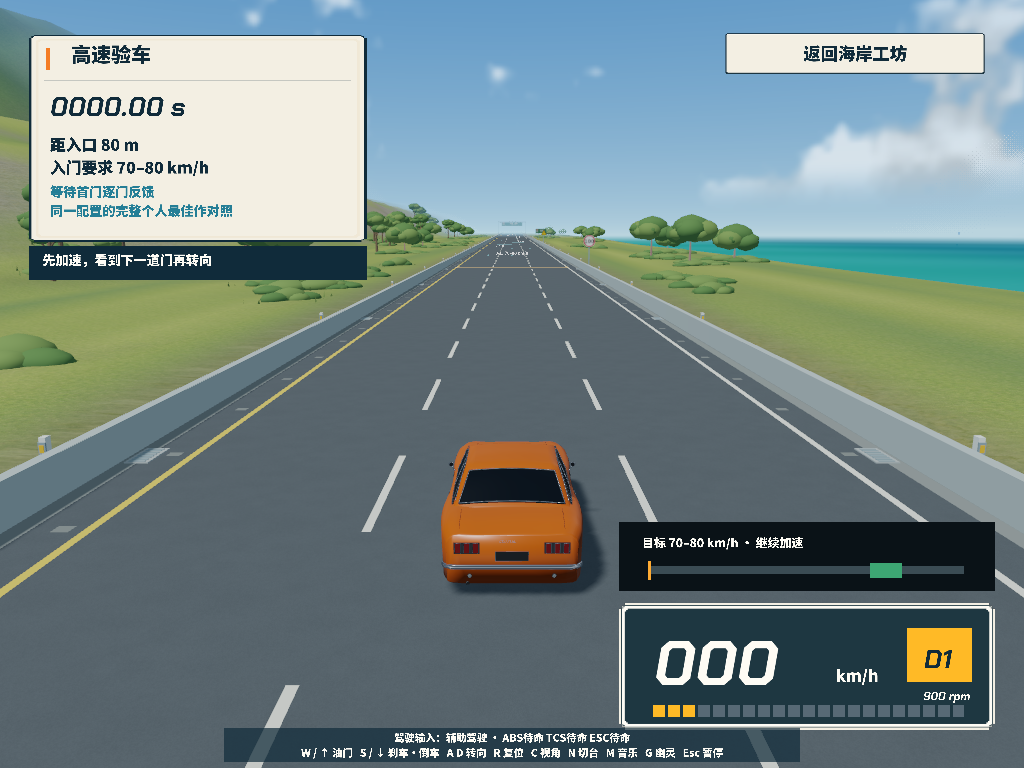 高速验车
0000.00 s
距入口 80 m
入门要求 70–80 km/h
等待首门逐门反馈
同一配置的完整个人最佳作对照
先加速，看到下一道门再转向
返回海岸工坊
目标 70–80 km/h · 继续加速
000 km/h D1
900 rpm
驾驶输入：辅助驾驶 · ABS待命 TCS待命 ESC待命
W / ↑ 油门 S / ↓ 刹车·倒车 A D 转向 R 复位 C 视角 N 切台 M 音乐 G 幽灵 Esc 暂停